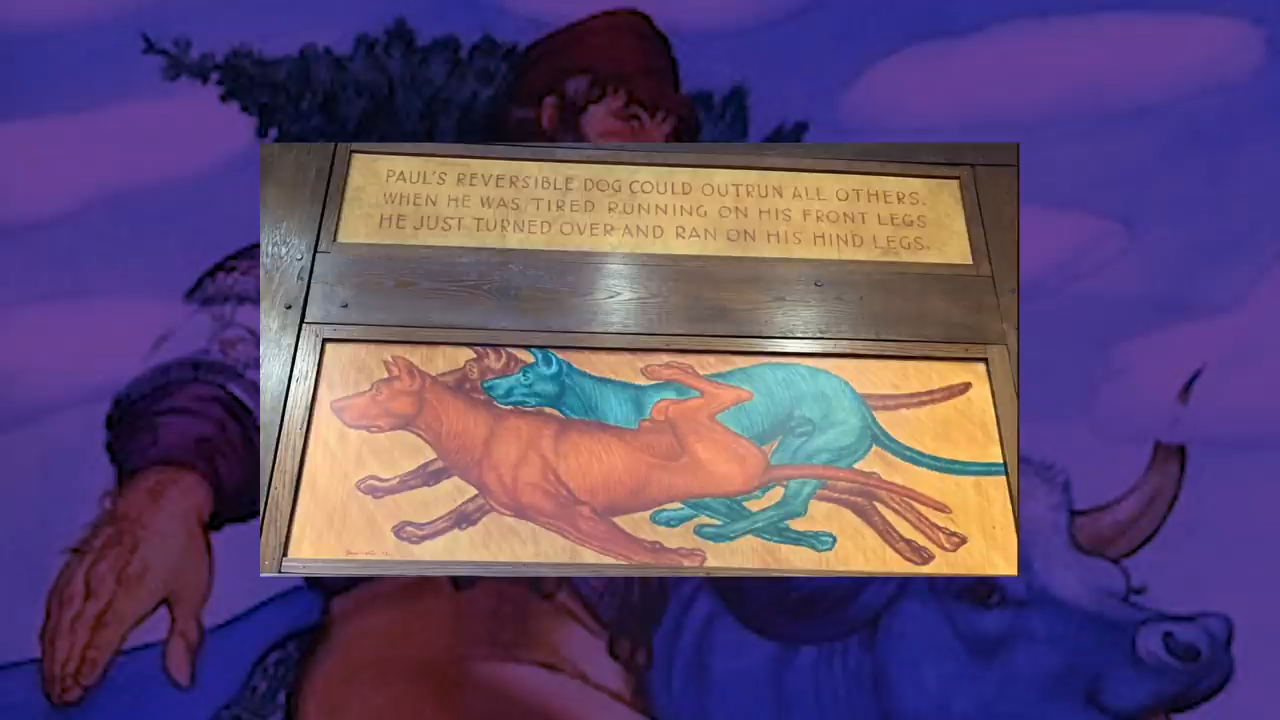 PAUL'S REVERSIBLE DOG COULD OUTRUN ALL OTHERS.
WHEN HE WAS TIRED RUNNING ON HIS FRONT LEGS
HE JUST TURNED OVER AND RAN ON HIS HIND LEGS.